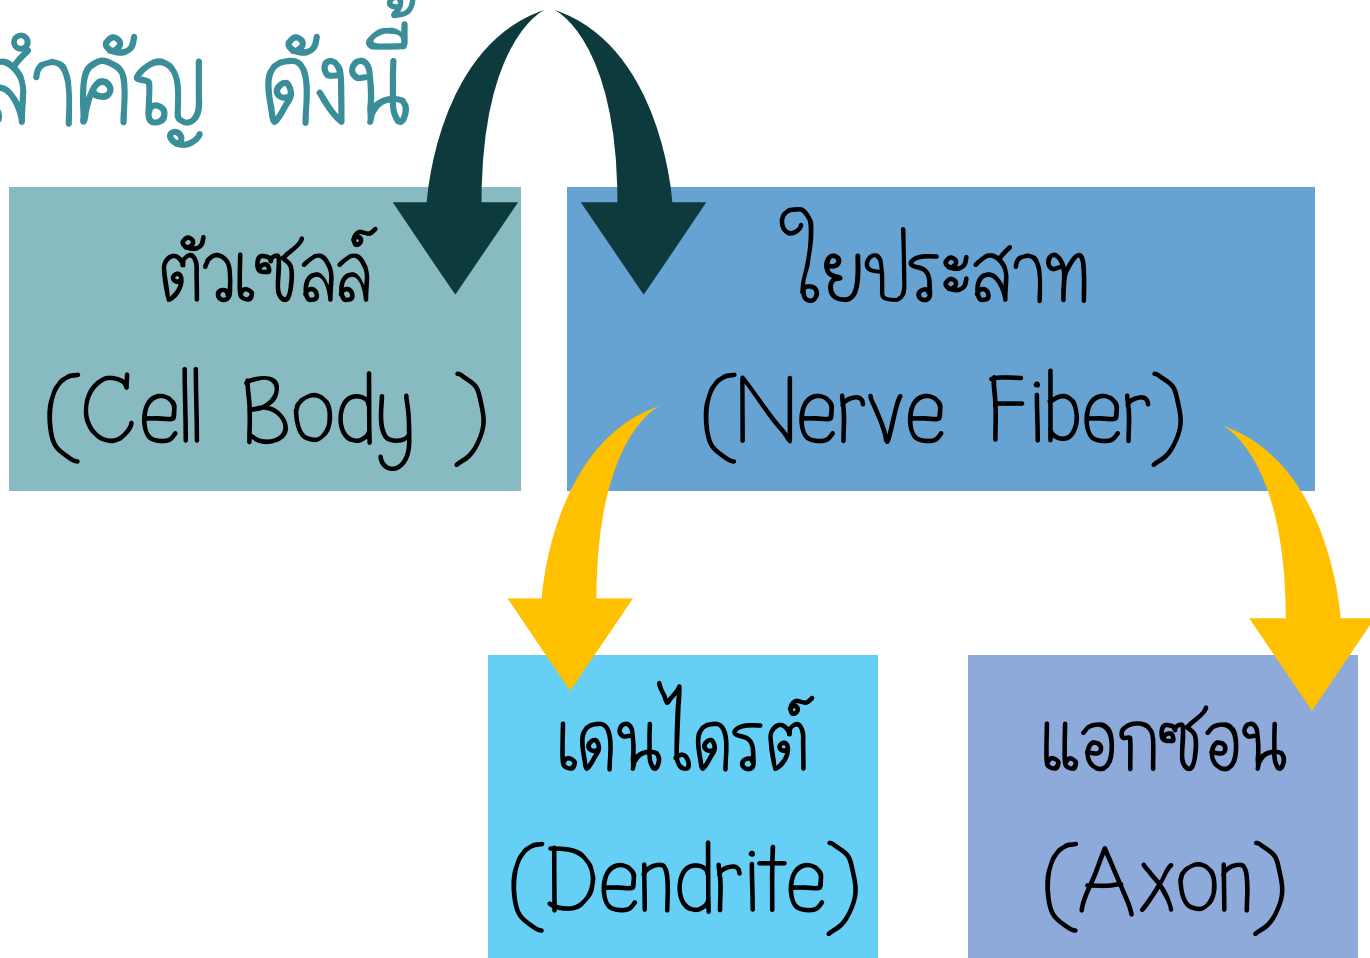 สำคัญ ดังนี้
ตัวเซลล์
(Cell Body )
ใยประสาท
(Nerve Fiber)
เดนไดรต์
(Dendrite)
แอกซอน
(Axon)